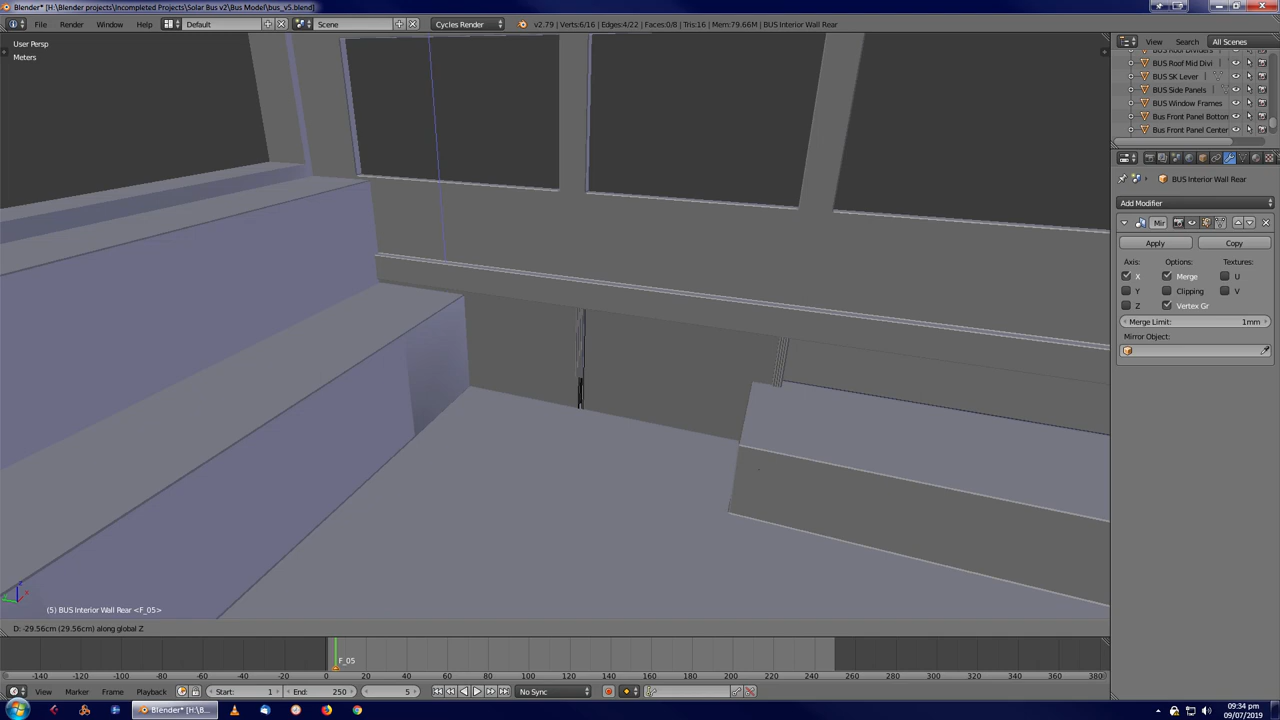 Blender* [H:\Blender Projects\Incompleted Projects\Solar Bus v2\Bus Model\bus_v5.blend]
File Render Window Help Default Scene Cycles Render v2.79 | Verts:6/16 | Edges:4/22 | Faces:0/8 | Tris:16 | Mem:79.66M | BUS Interior Wall Rear
User Persp
Meters
View Search All Scenes
BUS Roof Dividers
BUS Roof Mid Divi
BUS SK Lever
BUS Side Panels
BUS Window Frames
Bus Front Panel Botton
Bus Front Panel Center
BUS Interior Wall Rear
Add Modifier
Mir
Apply Copy
Axis: Options: Textures:
X Merge U
Y Clipping V
Z Vertex Gr
Merge Limit: 1mm
Mirror Object:
(5) BUS Interior Wall Rear <F_05>
D: -29.56cm (29.56cm) along global Z
F_05
-140 -120 -100 -80 -60 -40 -20 0 20 40 60 80 100 120 140 160 180 200 220 240 260 280 300 320 340 360 380
View Marker Frame Playback Start: 1 End: 250 5 No Sync
Blender* [H:\B...
09:34 pm
09/07/2019